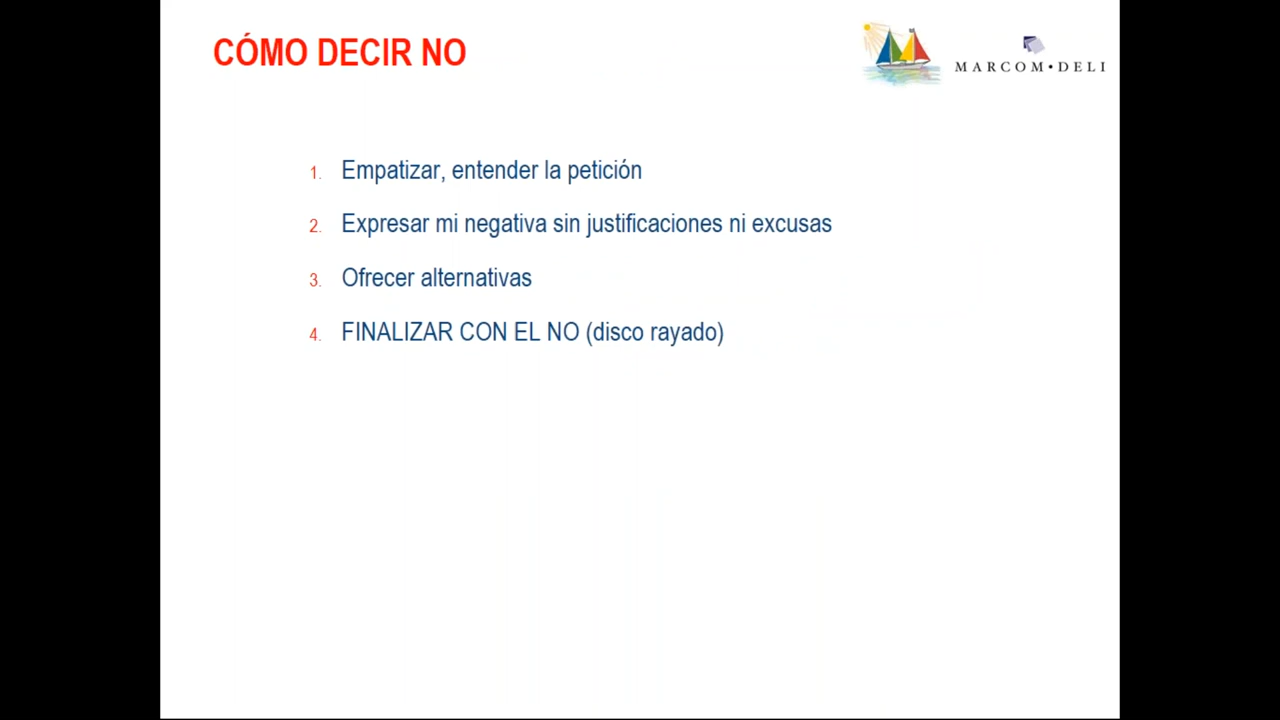 CÓMO DECIR NO
MARCOM•DELI
1. Empatizar, entender la petición
2. Expresar mi negativa sin justificaciones ni excusas
3. Ofrecer alternativas
4. FINALIZAR CON EL NO (disco rayado)